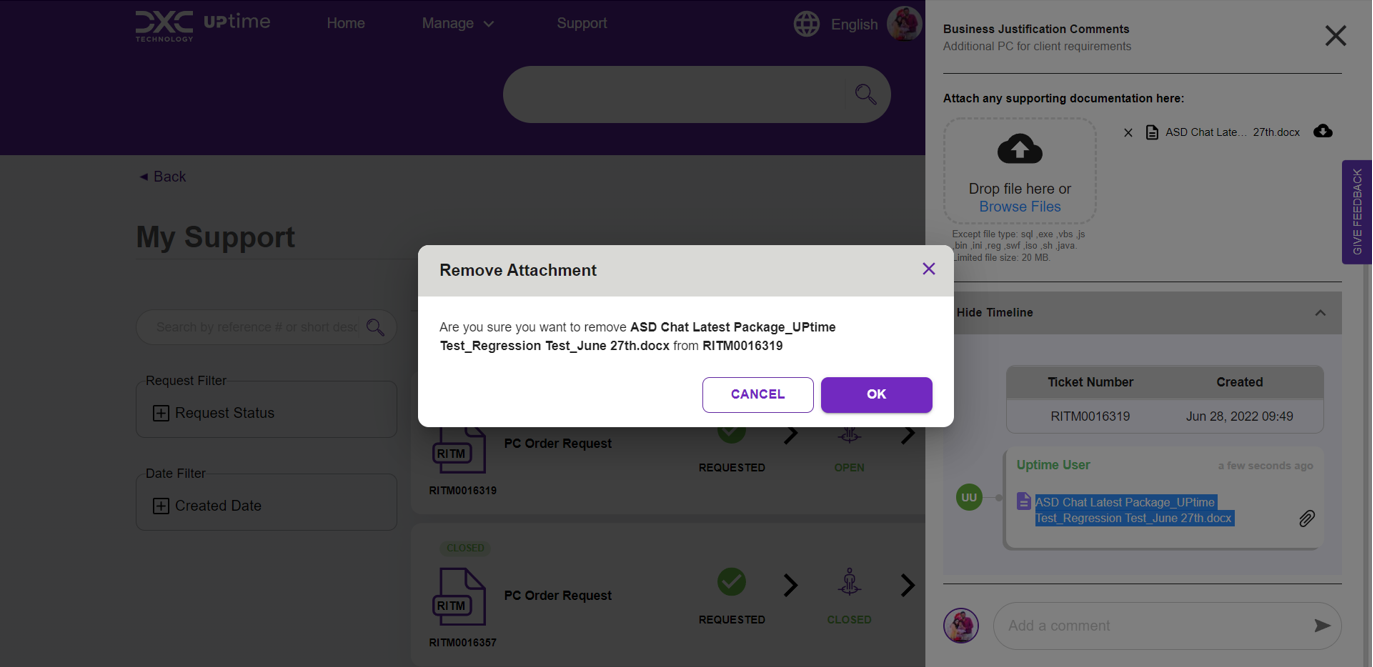 DXC
TECHNOLOGY
UPtime
Home
Manage
Support
English
Business Justification Comments
Additional PC for client requirements
Attach any supporting documentation here:
Drop file here or
Browse Files
ASD Chat Late... 27th.docx
Except file type: sql ,exe ,vbs ,js
,bin ,ini ,reg ,swf ,iso ,sh ,java.
Limited file size: 20 MB.
GIVE FEEDBACK
◄ Back
My Support
Search by reference # or short desc
Request Filter
Request Status
Date Filter
Created Date
Remove Attachment
Are you sure you want to remove ASD Chat Latest Package_UPtime
Test_Regression Test_June 27th.docx from RITM0016319
CANCEL
OK
RITM
RITM0016319
PC Order Request
REQUESTED
OPEN
CLOSED
RITM
RITM0016357
PC Order Request
REQUESTED
CLOSED
Hide Timeline
Ticket Number Created
RITM0016319 Jun 28, 2022 09:49
UU
Uptime User a few seconds ago
ASD Chat Latest Package_UPtime
Test_Regression Test_June 27th.docx
Add a comment